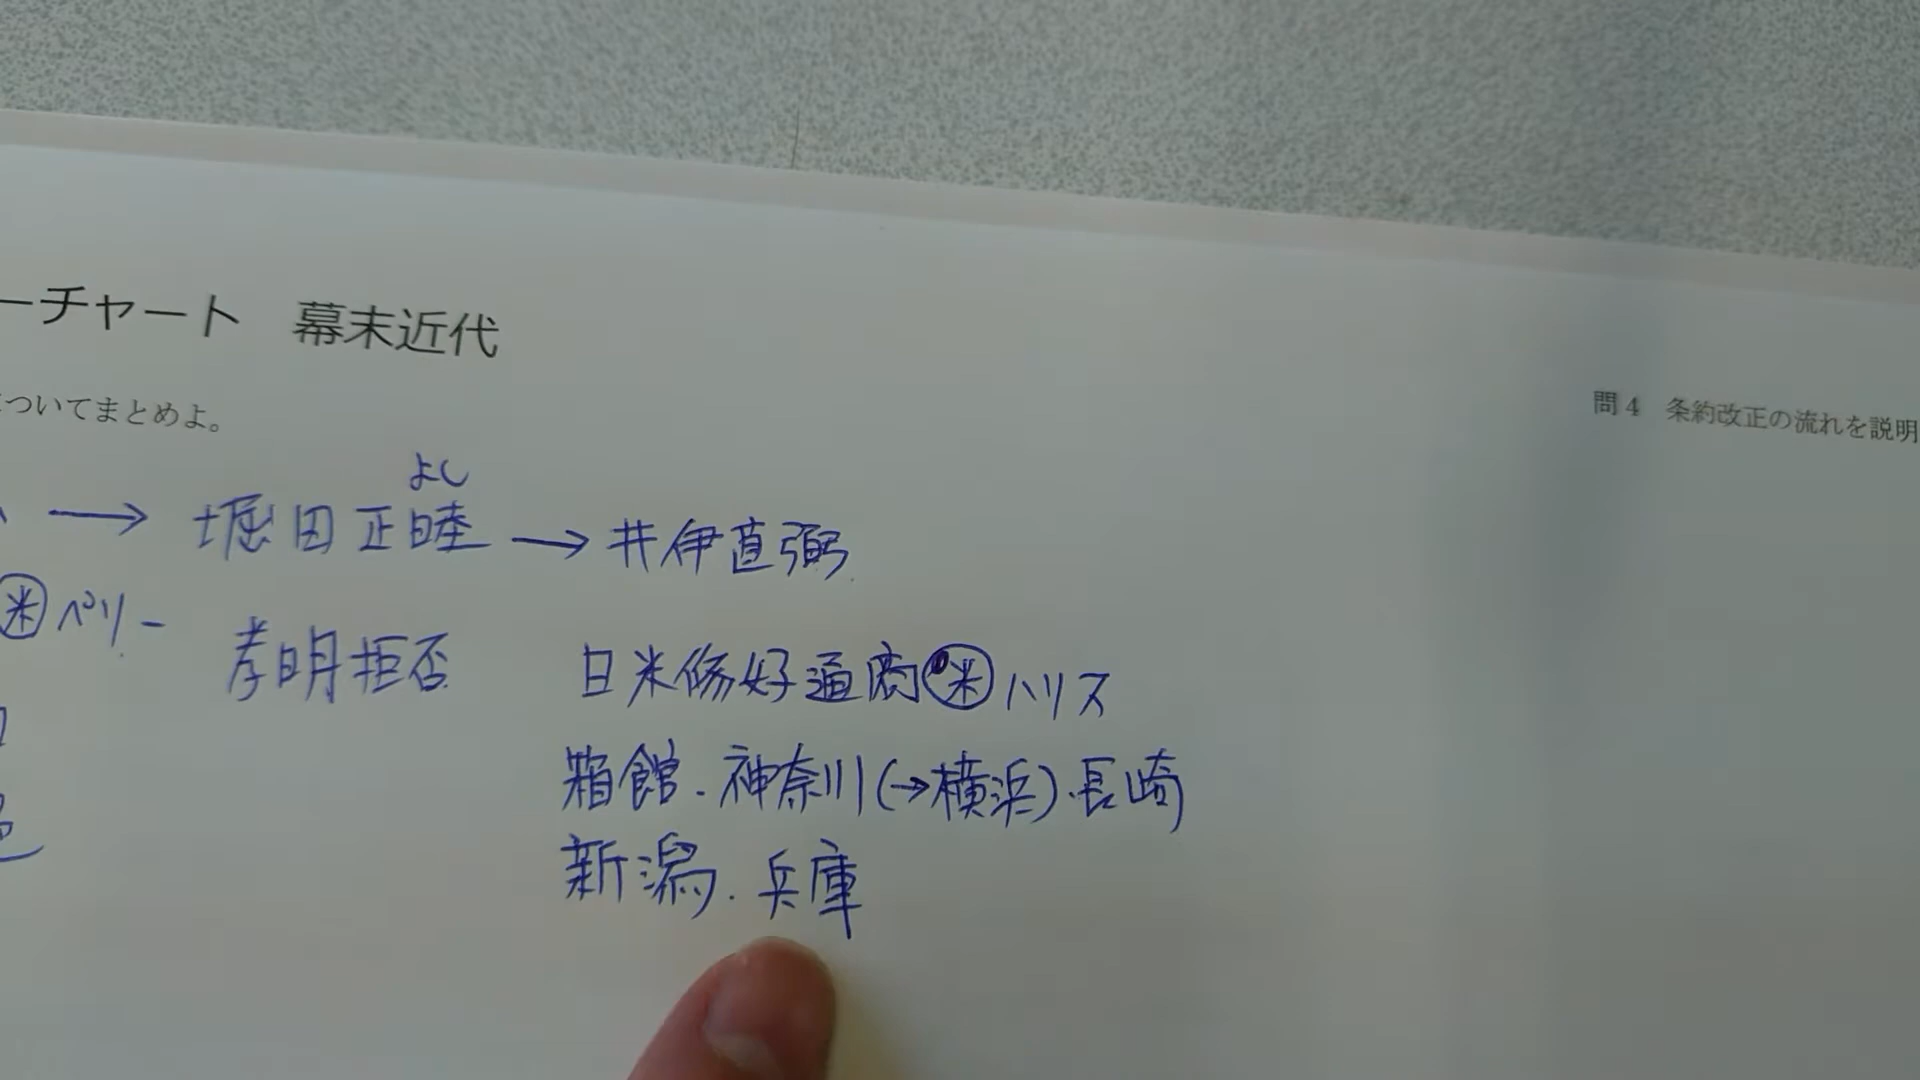 ーチャート 幕末近代
ついてまとめよ。
問4 条約改正の流れを説明
よし
→ 堀田正睦 → 井伊直弼
米 ペリー 孝明拒否
日米修好通商 米 ハリス
箱館.神奈川(→横浜).長崎
新潟.兵庫